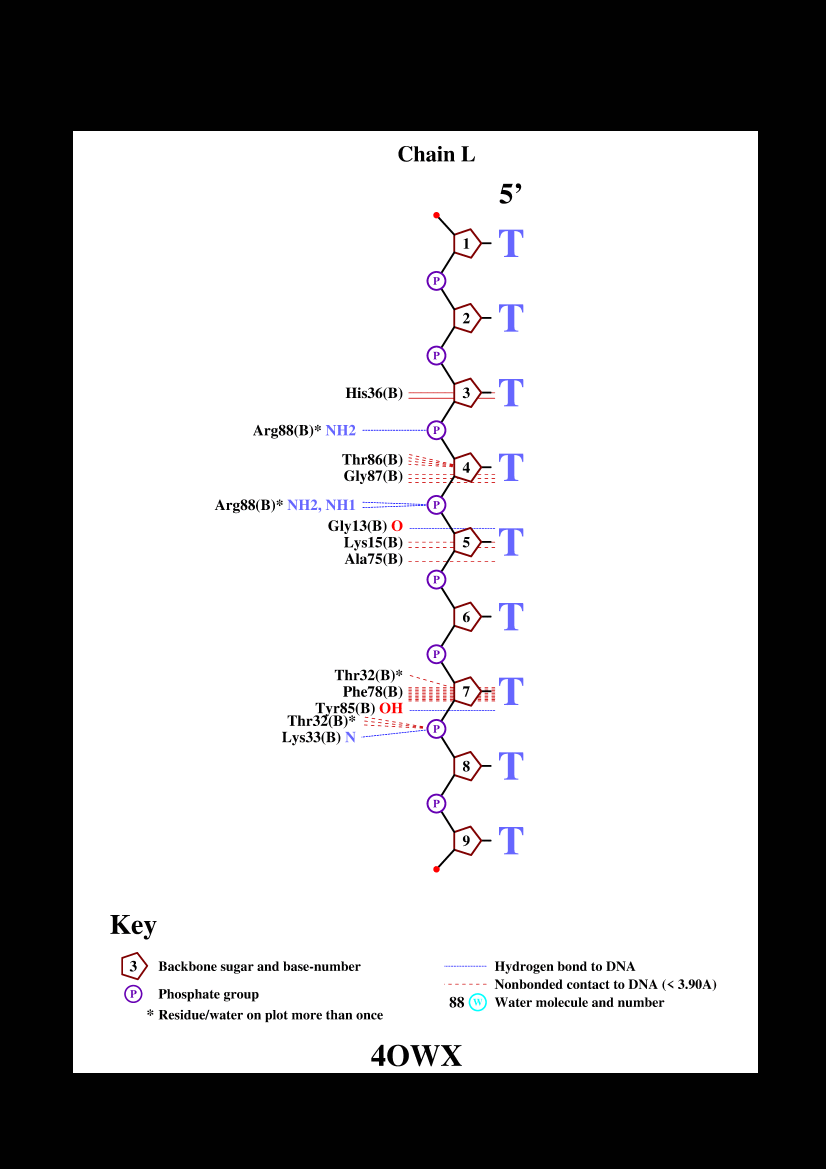 Chain L
5’
1 T
P
2 T
P
His36(B) 3 T
Arg88(B)* NH2 P
Thr86(B)
4 T
Gly87(B)
Arg88(B)* NH2, NH1 P
Gly13(B) O
Lys15(B) 5 T
Ala75(B)
P
6 T
P
Thr32(B)*
Phe78(B) 7 T
Tyr85(B) OH
Thr32(B)*
P
Lys33(B) N
8 T
P
9 T
Key
3 Backbone sugar and base-number
P Phosphate group
* Residue/water on plot more than once
Hydrogen bond to DNA
Nonbonded contact to DNA (< 3.90A)
88 W Water molecule and number
4OWX